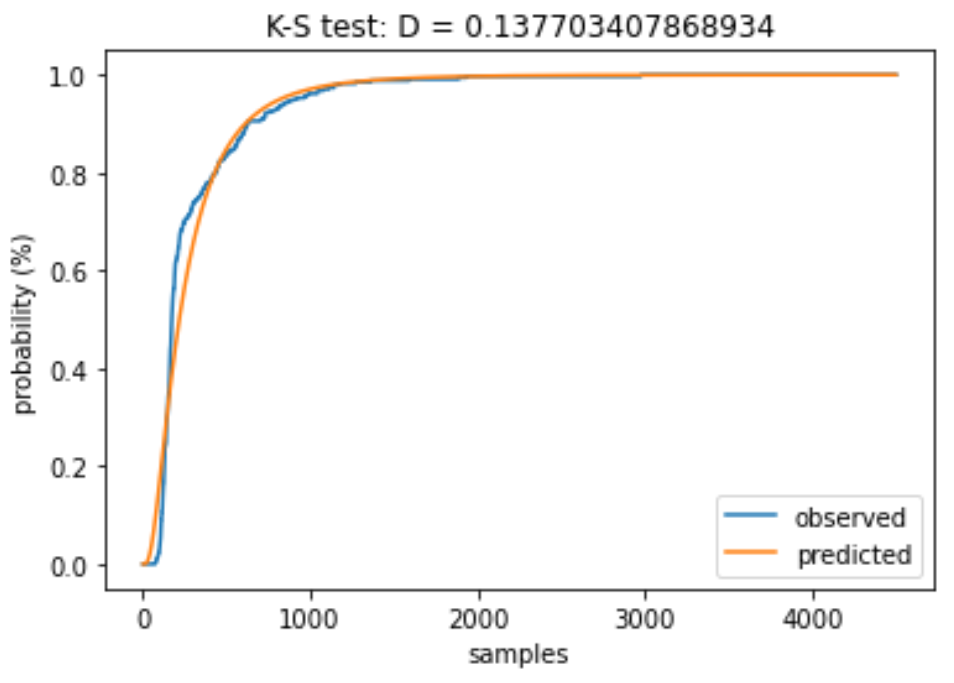 K-S test: D = 0.137703407868934
1.0
0.8
0.6
0.4
0.2
0.0
probability (%)
observed
predicted
0 1000 2000 3000 4000
samples